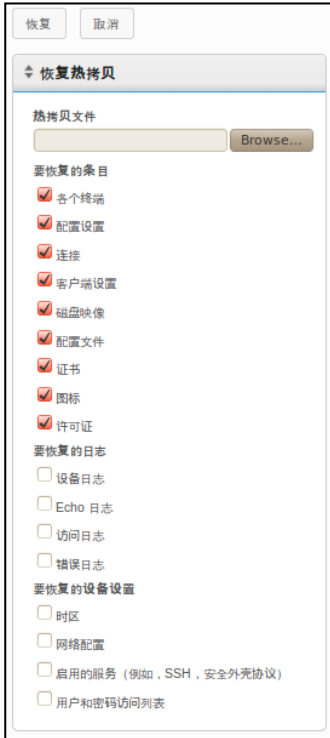 恢复 取消
恢复热拷贝
热拷贝文件
Browse...
要恢复的条目
各个终端
配置设置
连接
客户端设置
磁盘映像
配置文件
证书
图标
许可证
要恢复的日志
设备日志
Echo 日志
访问日志
错误日志
要恢复的设备设置
时区
网络配置
启用的服务（例如，SSH，安全外壳协议）
用户和密码访问列表